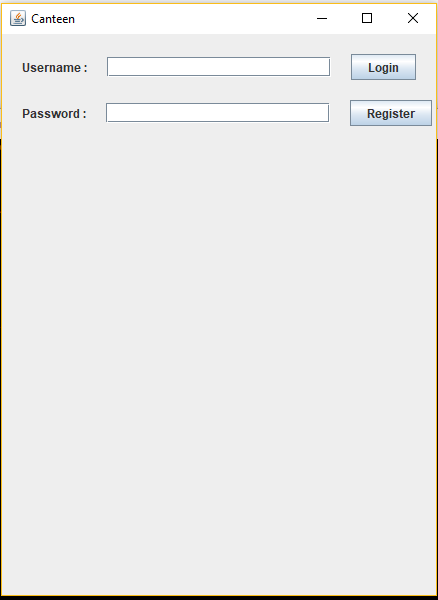 Canteen
Username :
Login
Password :
Register